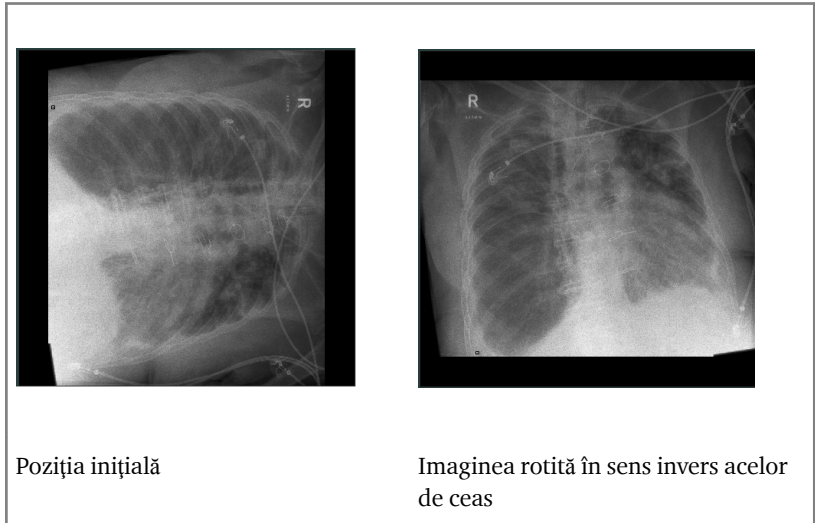 R
R
Poziția inițială
Imaginea rotită în sens invers acelor
de ceas